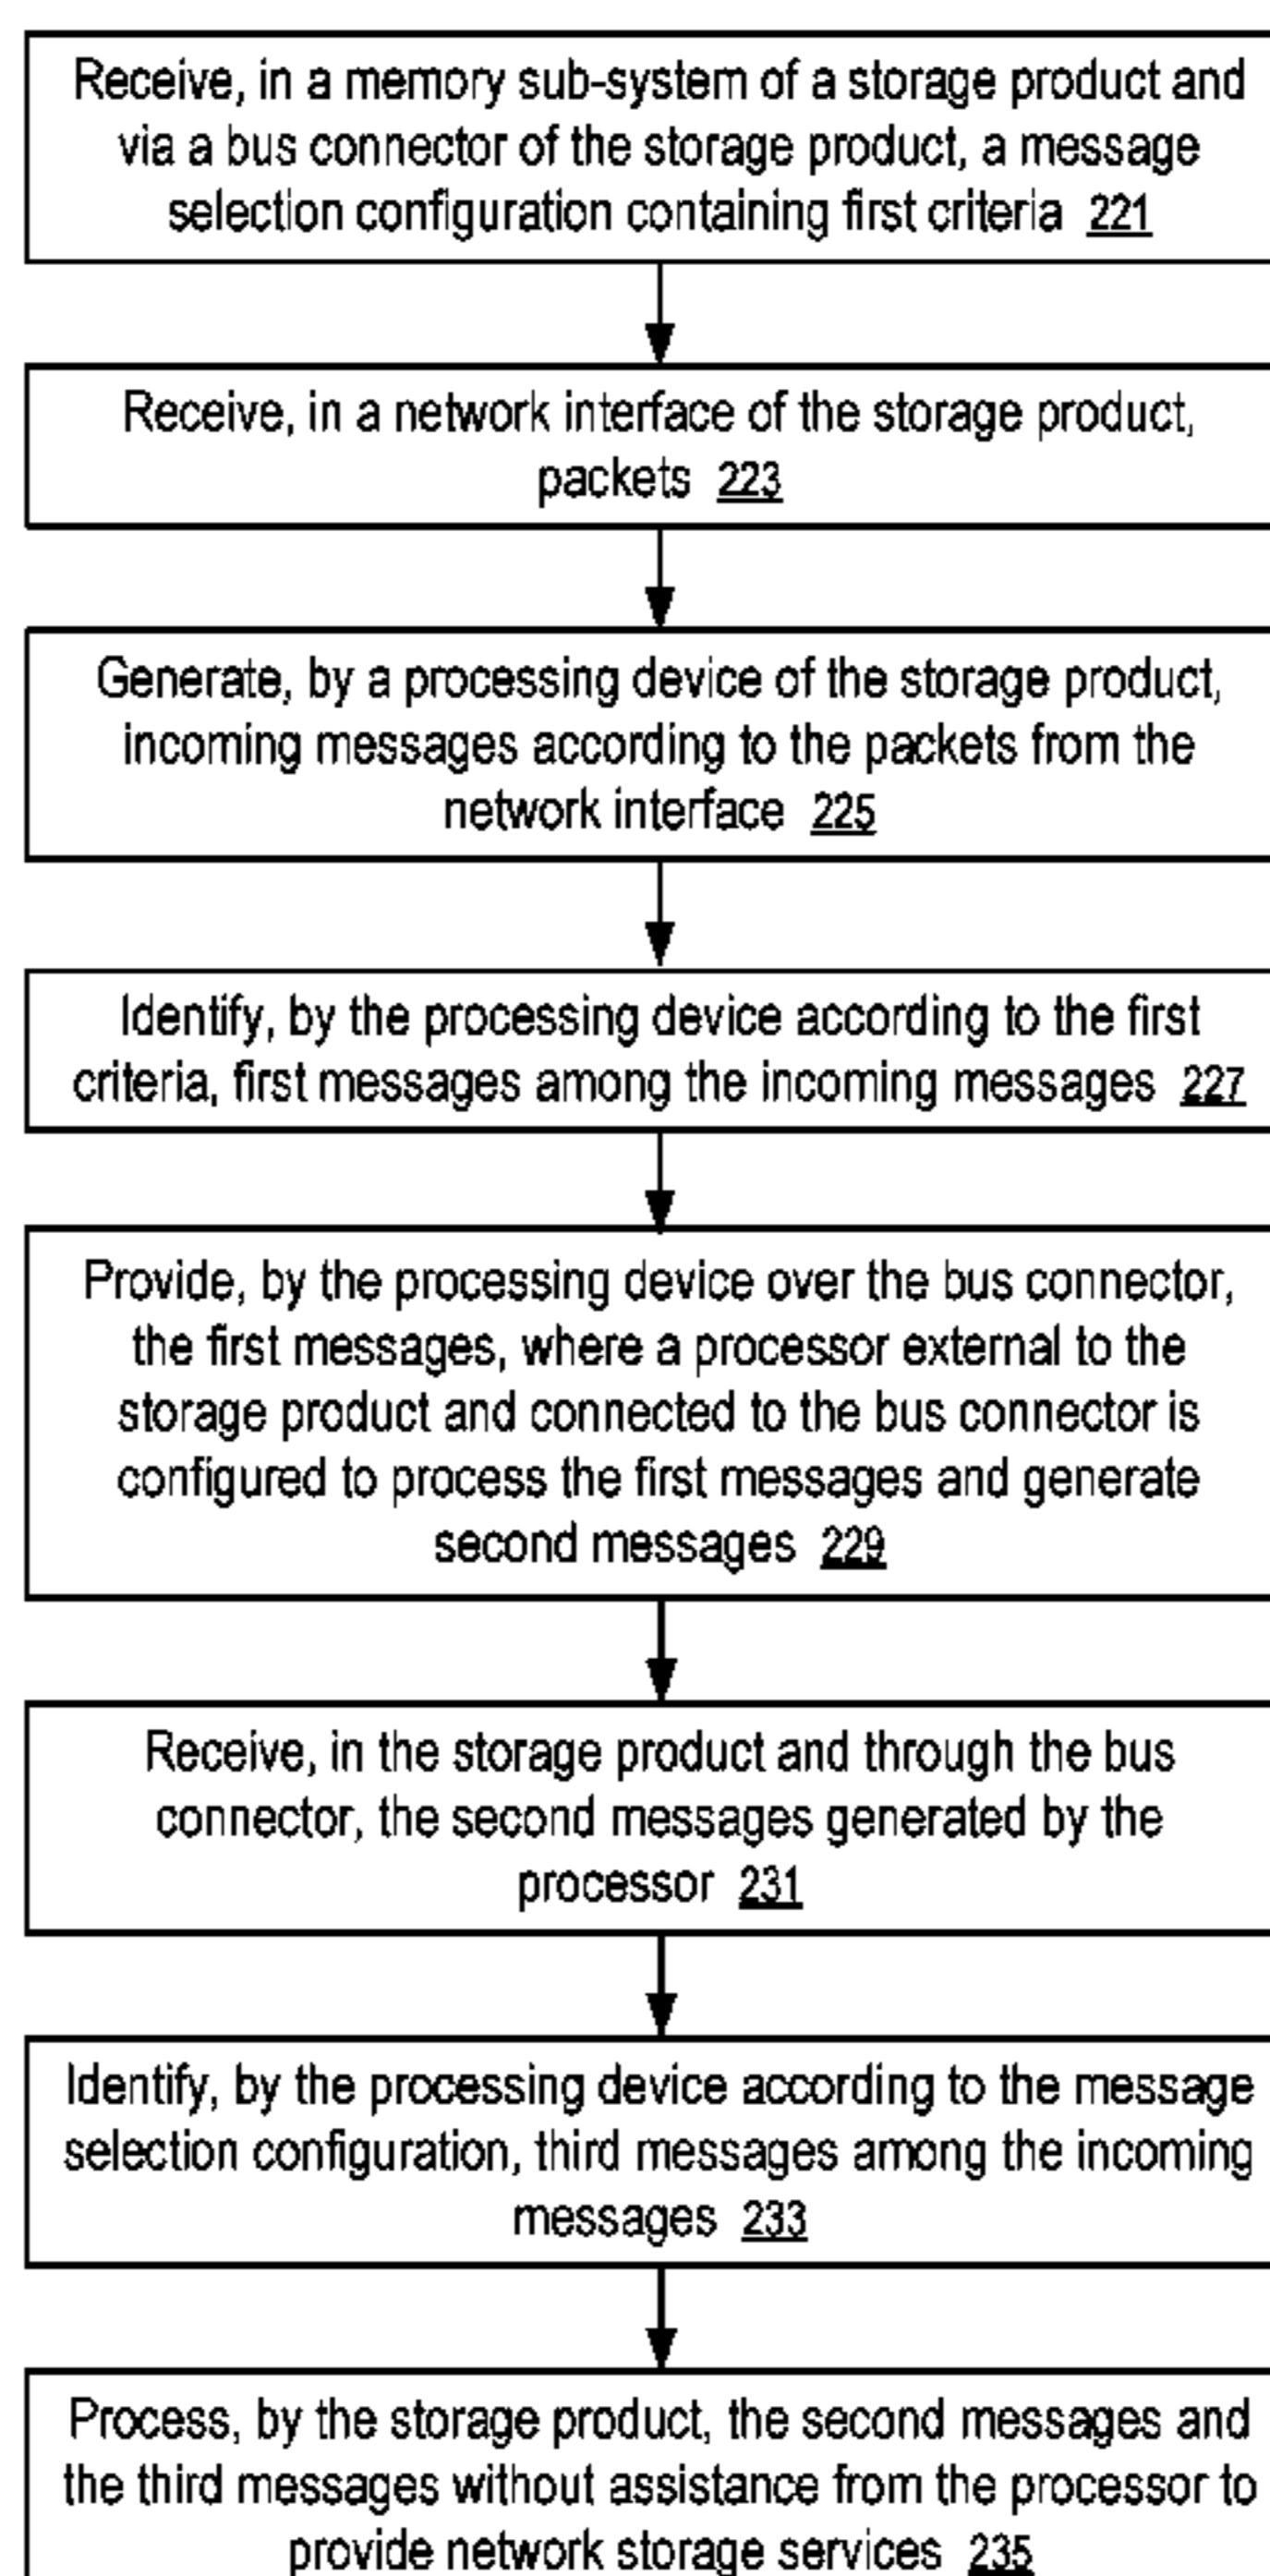 Receive, in a memory sub-system of a storage product and
via a bus connector of the storage product, a message
selection configuration containing first criteria 221
Receive, in a network interface of the storage product,
packets 223
Generate, by a processing device of the storage product,
incoming messages according to the packets from the
network interface 225
Identify, by the processing device according to the first
criteria, first messages among the incoming messages 227
Provide, by the processing device over the bus connector,
the first messages, where a processor external to the
storage product and connected to the bus connector is
configured to process the first messages and generate
second messages 229
Receive, in the storage product and through the bus
connector, the second messages generated by the
processor 231
Identify, by the processing device according to the message
selection configuration, third messages among the incoming
messages 233
Process, by the storage product, the second messages and
the third messages without assistance from the processor to
provide network storage services 235